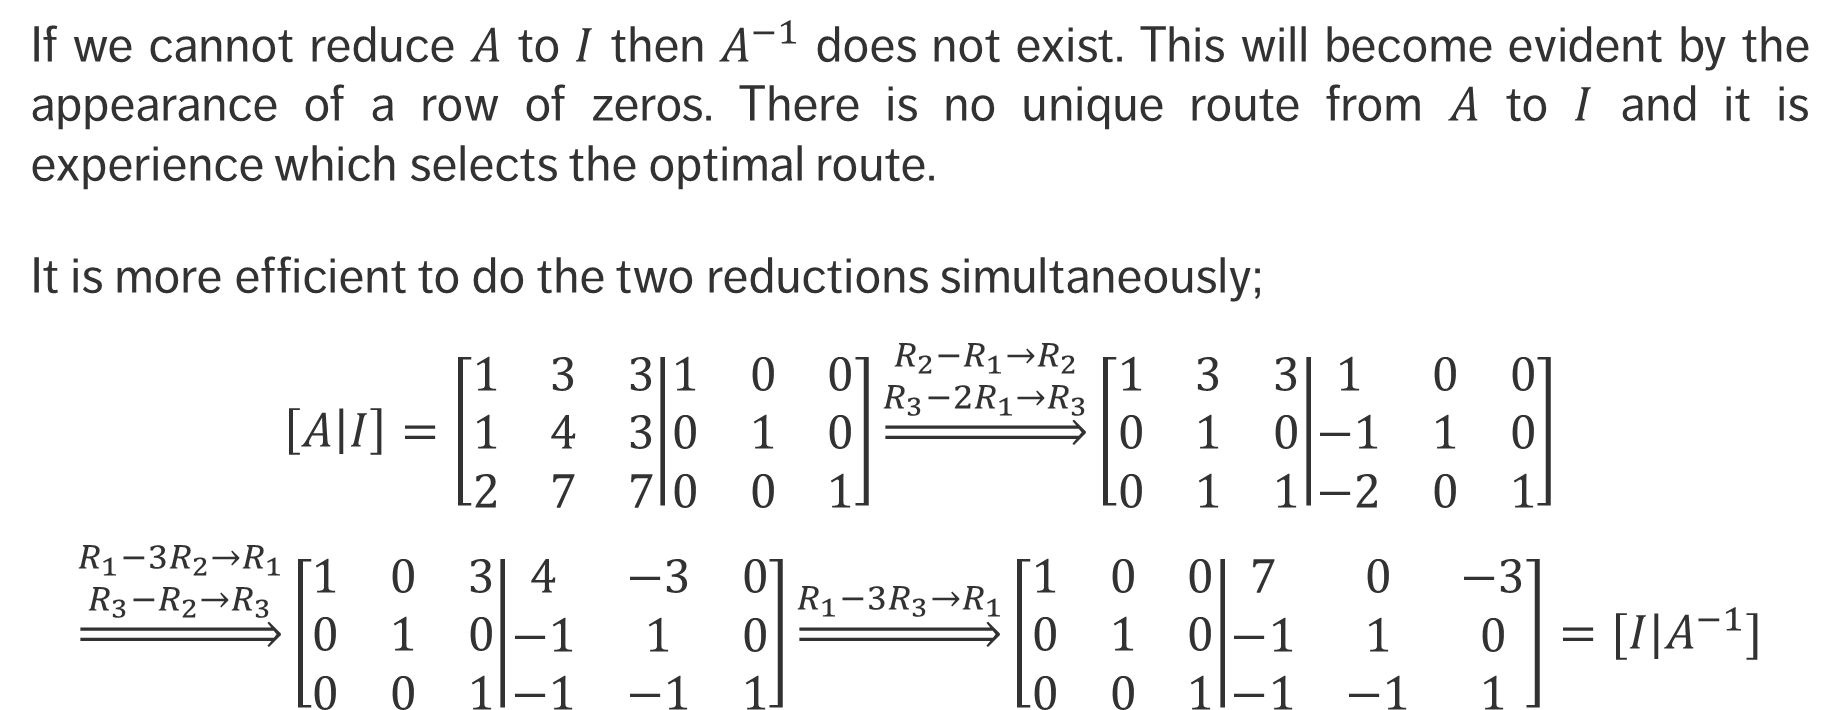 If we cannot reduce A to I then A⁻¹ does not exist. This will become evident by the
appearance of a row of zeros. There is no unique route from A to I and it is
experience which selects the optimal route.
It is more efficient to do the two reductions simultaneously;
[A|I] = [1 3 3|1 0 0; 1 4 3|0 1 0; 2 7 7|0 0 1] R₂−R₁→R₂ R₃−2R₁→R₃ ⟹ [1 3 3|1 0 0; 0 1 0|−1 1 0; 0 1 1|−2 0 1]
R₁−3R₂→R₁ R₃−R₂→R₃ ⟹ [1 0 3|4 −3 0; 0 1 0|−1 1 0; 0 0 1|−1 −1 1] R₁−3R₃→R₁ ⟹ [1 0 0|7 0 −3; 0 1 0|−1 1 0; 0 0 1|−1 −1 1] = [I|A⁻¹]